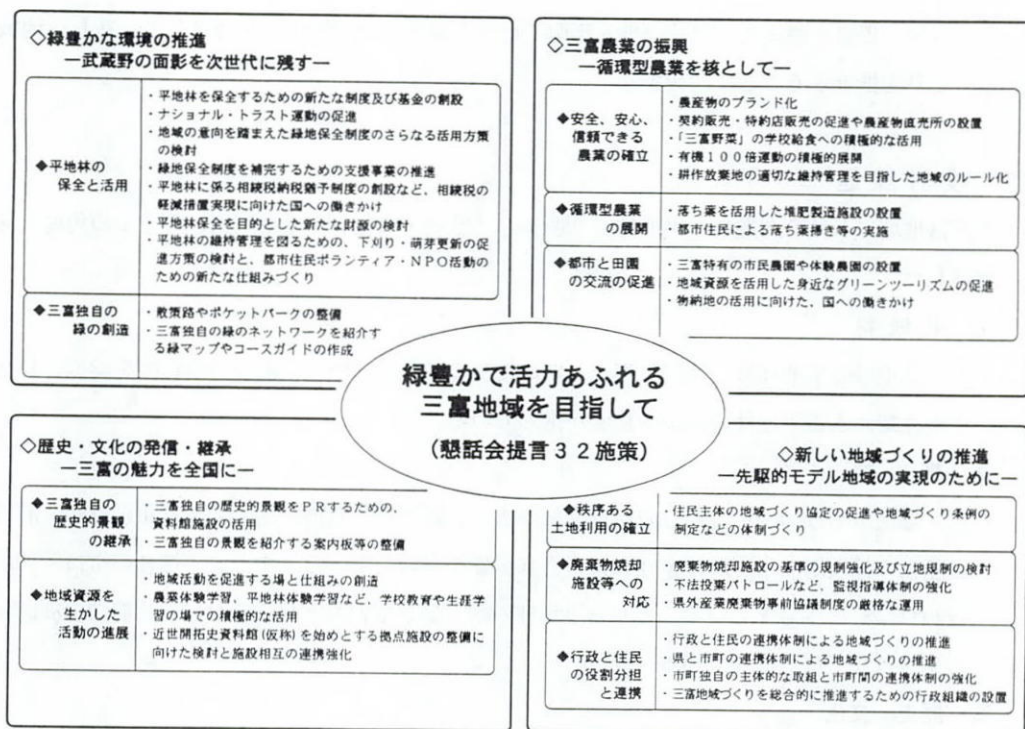 ◇緑豊かな環境の推進
―武蔵野の面影を次世代に残す―
◆平地林の
保全と活用
・平地林を保全するための新たな制度及び基金の創設
・ナショナル・トラスト運動の促進
・地域の意向を踏まえた緑地保全制度のさらなる活用方策
の検討
・緑地保全制度を補完するための支援事業の推進
・平地林に係る相続税納税猶予制度の創設など、相続税の
軽減措置実現に向けた国への働きかけ
・平地林保全を目的とした新たな財源の検討
・平地林の維持管理を図るための、下刈り・萌芽更新の促
進方策の検討と、都市住民ボランティア・NPO活動の
ための新たな仕組みづくり
◆三富独自の
緑の創造
・散策路やポケットパークの整備
・三富独自の緑のネットワークを紹介す
る緑マップやコースガイドの作成
◇三富農業の振興
―循環型農業を核として―
◆安全、安心、
信頼できる
農業の確立
・農産物のブランド化
・契約販売・特約店販売の促進や農産物直売所の設置
・「三富野菜」の学校給食への積極的な活用
・有機100倍運動の積極的展開
・耕作放棄地の適切な維持管理を目指した地域のルール化
◆循環型農業
の展開
・落ち葉を活用した堆肥製造施設の設置
・都市住民による落ち葉掃き等の実施
◆都市と田園
の交流の促進
・三富特有の市民農園や体験農園の設置
・地域資源を活用した身近なグリーンツーリズムの促進
・物納地の活用に向けた、国への働きかけ
緑豊かで活力あふれる
三富地域を目指して
(懇話会提言32施策)
◇歴史・文化の発信・継承
―三富の魅力を全国に―
◆三富独自の
歴史的景観
の継承
・三富独自の歴史的景観をPRするための、
資料館施設の活用
・三富独自の景観を紹介する案内板等の整備
◆地域資源を
生かした
活動の進展
・地域活動を促進する場と仕組みの創造
・農業体験学習、平地林体験学習など、学校教育や生涯学
習の場での積極的な活用
・近世開拓史資料館(仮称)を始めとする拠点施設の整備に
向けた検討と施設相互の連携強化
◇新しい地域づくりの推進
―先駆的モデル地域の実現のために―
◆秩序ある
土地利用の確立
・住民主体の地域づくり協定の促進や地域づくり条例の
制定などの体制づくり
◆廃棄物焼却
施設等への
対応
・廃棄物焼却施設の基準の規制強化及び立地規制の検討
・不法投棄パトロールなど、監視指導体制の強化
・県外産業廃棄物事前協議制度の厳格な運用
◆行政と住民
の役割分担
と連携
・行政と住民の連携体制による地域づくりの推進
・県と市町の連携体制による地域づくりの推進
・市町独自の主体的な取組と市町間の連携体制の強化
・三富地域づくりを総合的に推進するための行政組織の設置